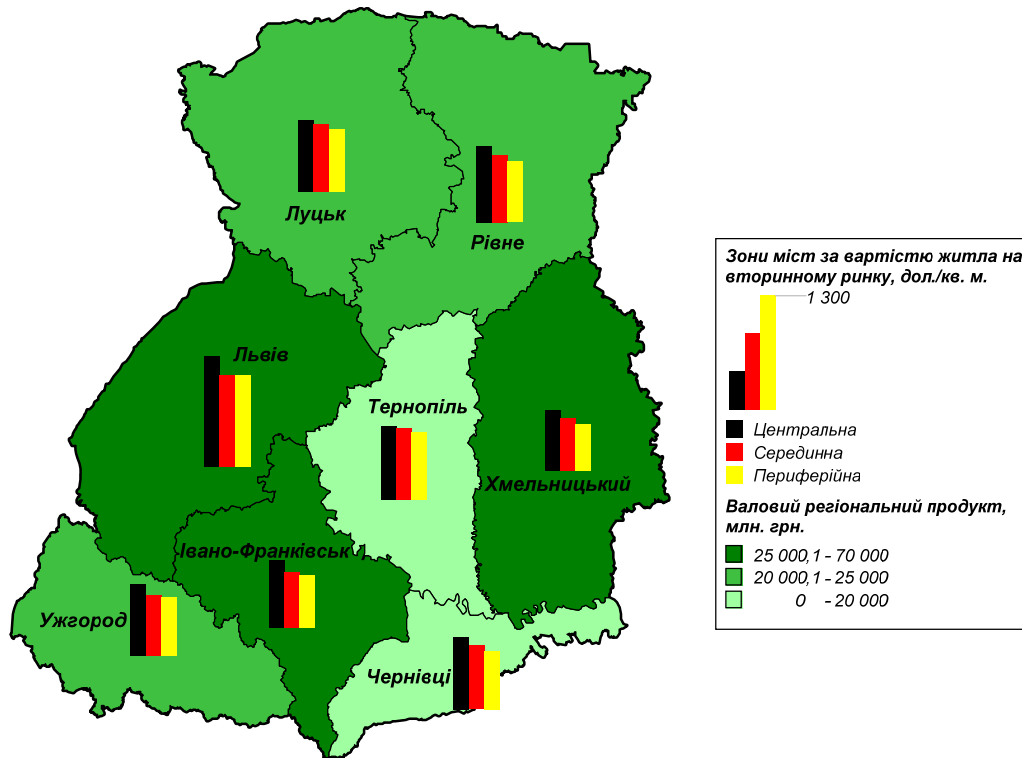 Луцьк
Рівне
Львів
Тернопіль
Хмельницький
Івано-Франківськ
Ужгород
Чернівці
Зони міст за вартістю житла на
вторинному ринку, дол./кв. м.
1 300
Центральна
Серединна
Периферійна
Валовий регіональний продукт,
млн. грн.
25 000,1 - 70 000
20 000,1 - 25 000
0 - 20 000